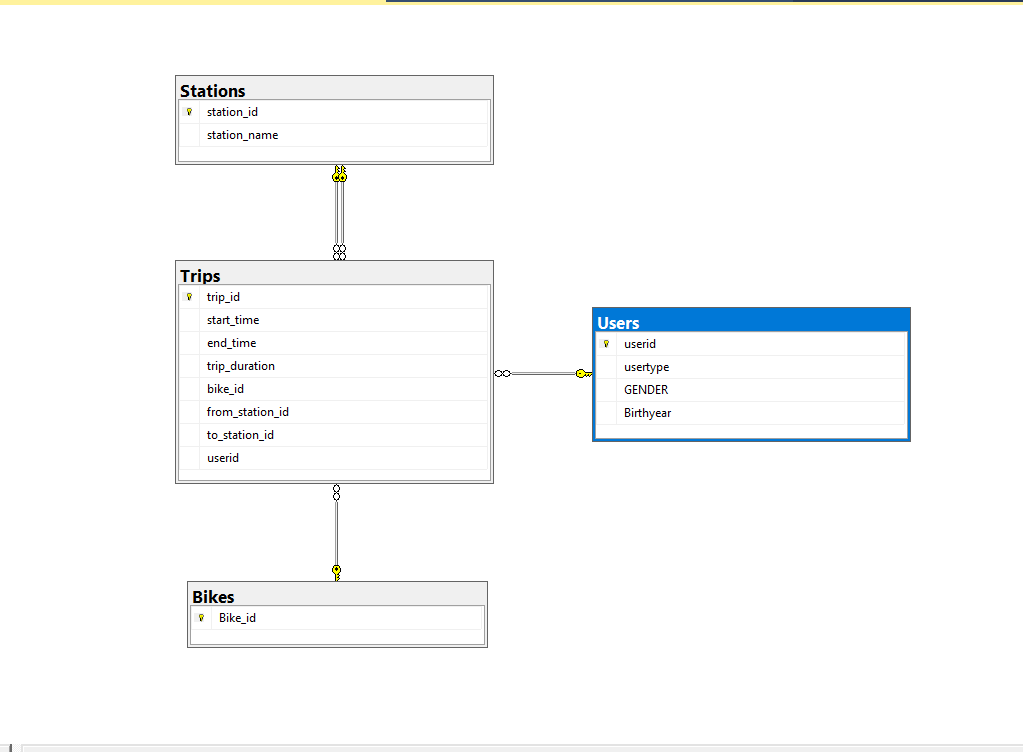 Stations
station_id
station_name
Trips
trip_id
start_time
end_time
trip_duration
bike_id
from_station_id
to_station_id
userid
Users
userid
usertype
GENDER
Birthyear
Bikes
Bike_id